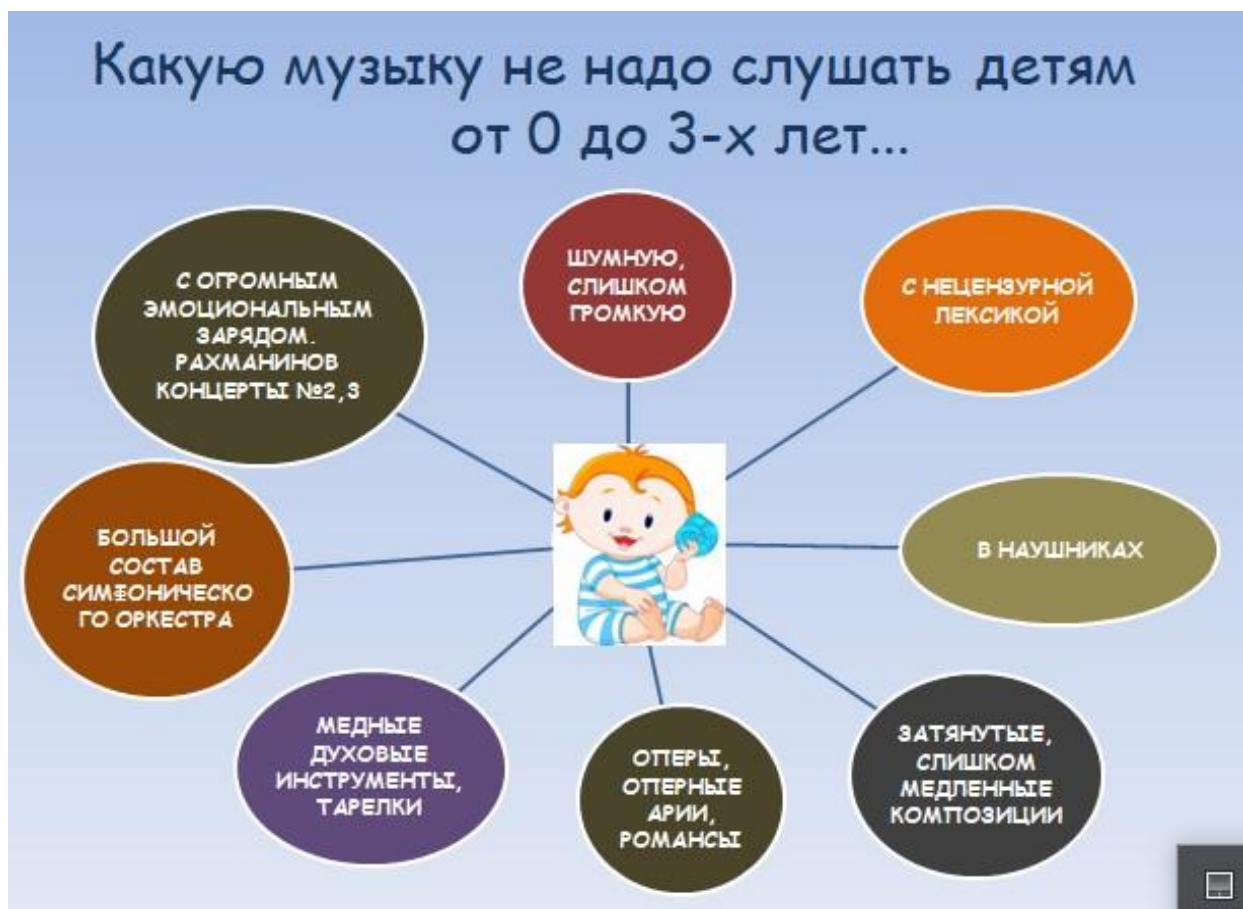 Какую музыку не надо слушать детям
от 0 до 3-х лет...
С ОГРОМНЫМ
ЭМОЦИОНАЛЬНЫМ
ЗАРЯДОМ.
РАХМАНИНОВ
КОНЦЕРТЫ №2,3
ШУМНУЮ,
СЛИШКОМ
ГРОМКУЮ
С НЕЦЕНЗУРНОЙ
ЛЕКСИКОЙ
В НАУШНИКАХ
ЗАТЯНУТЫЕ,
СЛИШКОМ
МЕДЛЕННЫЕ
КОМПОЗИЦИИ
ОПЕРЫ,
ОПЕРНЫЕ
АРИИ,
РОМАНСЫ
МЕДНЫЕ
ДУХОВЫЕ
ИНСТРУМЕНТЫ,
ТАРЕЛКИ
БОЛЬШОЙ
СОСТАВ
СИМФОНИЧЕСКО
ГО ОРКЕСТРА